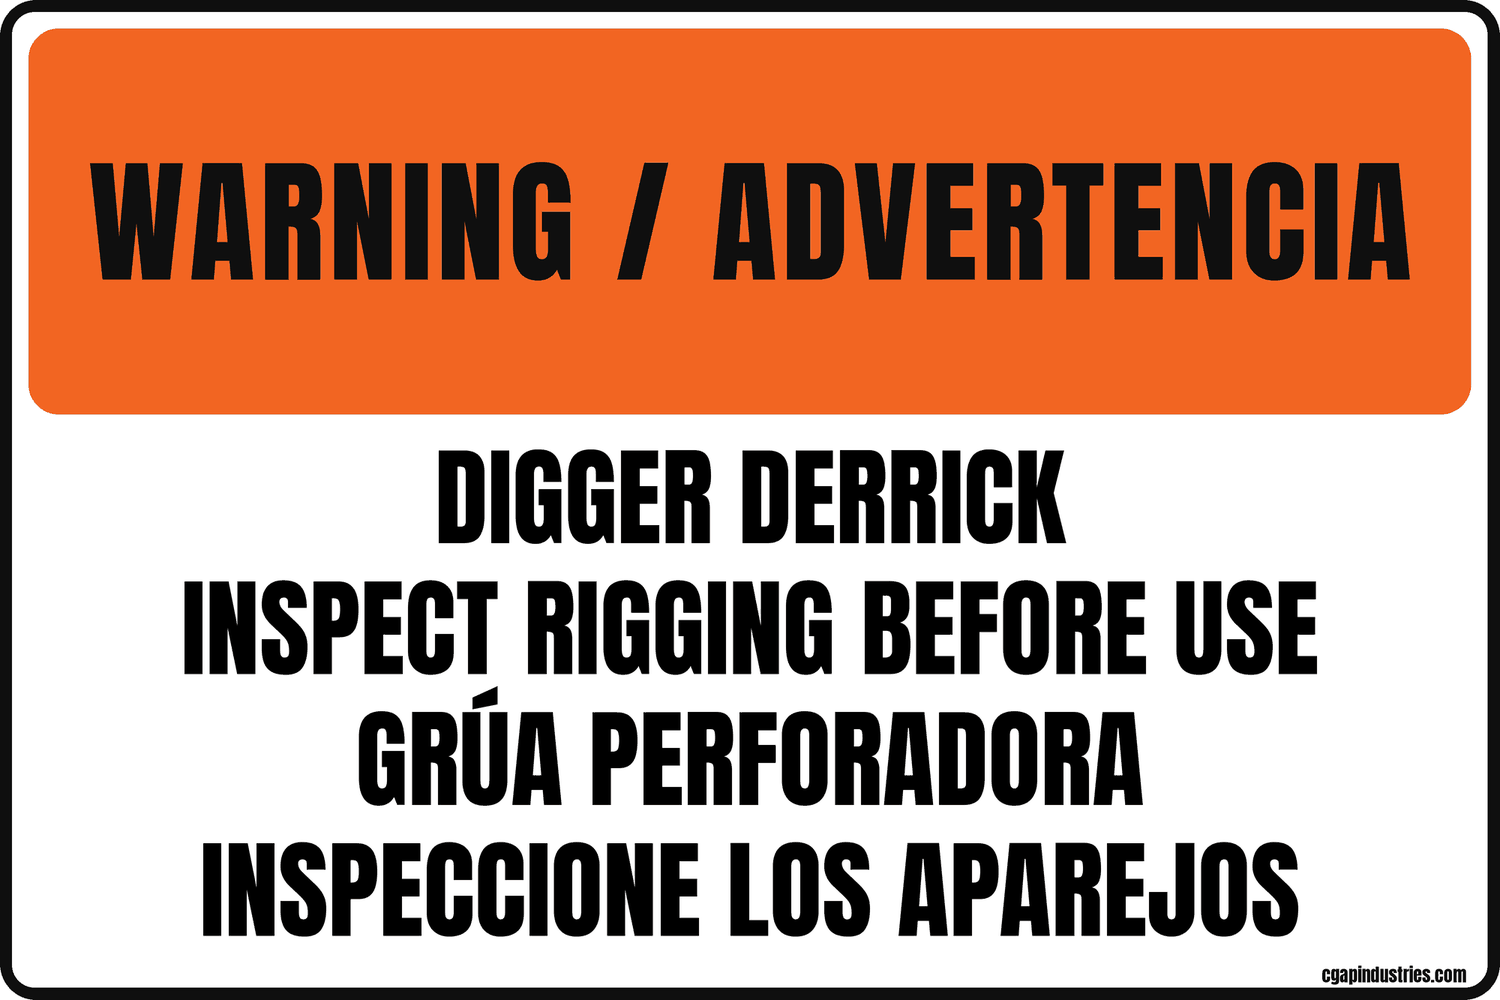 WARNING / ADVERTENCIA
DIGGER DERRICK
INSPECT RIGGING BEFORE USE
GRÚA PERFORADORA
INSPECCIONE LOS APAREJOS
cgapindustries.com